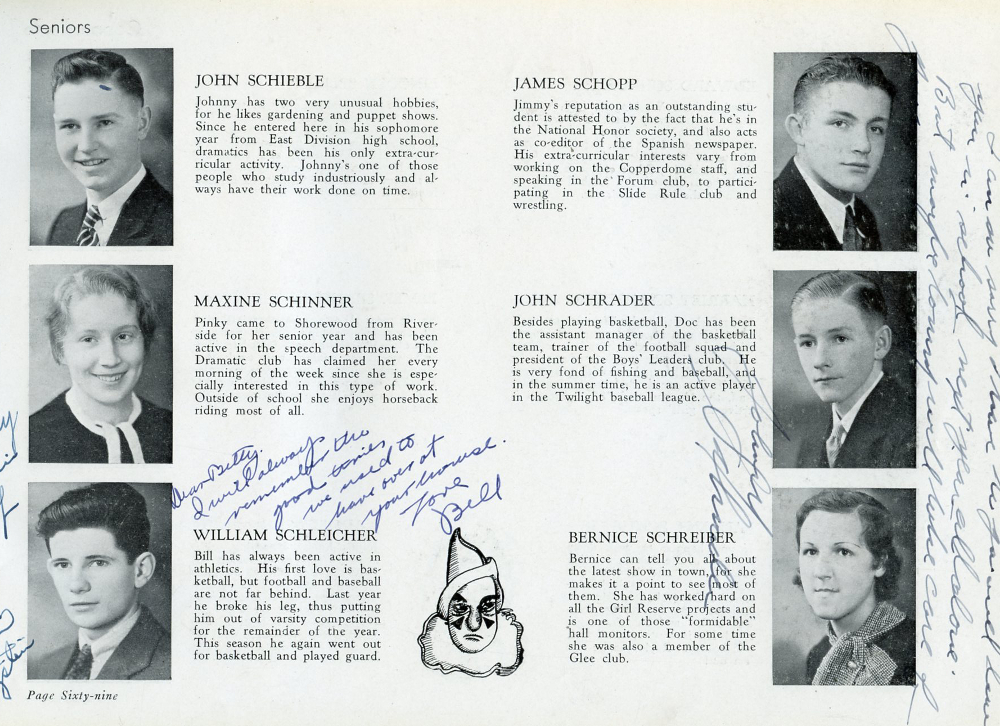 Seniors
JOHN SCHIEBLE
Johnny has two very unusual hobbies,
for he likes gardening and puppet shows.
Since he entered here in his sophomore
year from East Division high school,
dramatics has been his only extra-cur-
ricular activity. Johnny's one of those
people who study industriously and al-
ways have their work done on time.
MAXINE SCHINNER
Pinky came to Shorewood from River-
side for her senior year and has been
active in the speech department. The
Dramatic club has claimed her every
morning of the week since she is espe-
cially interested in this type of work.
Outside of school she enjoys horseback
riding most of all.
Dear Betty.
I will always
remember the
good times
we used to
have over at
your house.
Love
Bill
WILLIAM SCHLEICHER
Bill has always been active in
athletics. His first love is bas-
ketball, but football and baseball
are not far behind. Last year
he broke his leg, thus putting
him out of varsity competition
for the remainder of the year.
This season he again went out
for basketball and played guard.
Page Sixty-nine
JAMES SCHOPP
Jimmy's reputation as an outstanding stu-
dent is attested to by the fact that he's in
the National Honor society, and also acts
as co-editor of the Spanish newspaper.
His extra-curricular interests vary from
working on the Copperdome staff, and
speaking in the Forum club, to partici-
pating in the Slide Rule club and
wrestling.
JOHN SCHRADER
Besides playing basketball, Doc has been
the assistant manager of the basketball
team, trainer of the football squad and
president of the Boys' Leaders club. He
is very fond of fishing and baseball, and
in the summer time, he is an active player
in the Twilight baseball league.
Johnny
Schrader
BERNICE SCHREIBER
Bernice can tell you all about
the latest show in town, for she
makes it a point to see most of
them. She has worked hard on
all the Girl Reserve projects and
is one of those "formidable"
hall monitors. For some time
she was also a member of the
Glee club.
in school next
But maybe Tommy will take care of